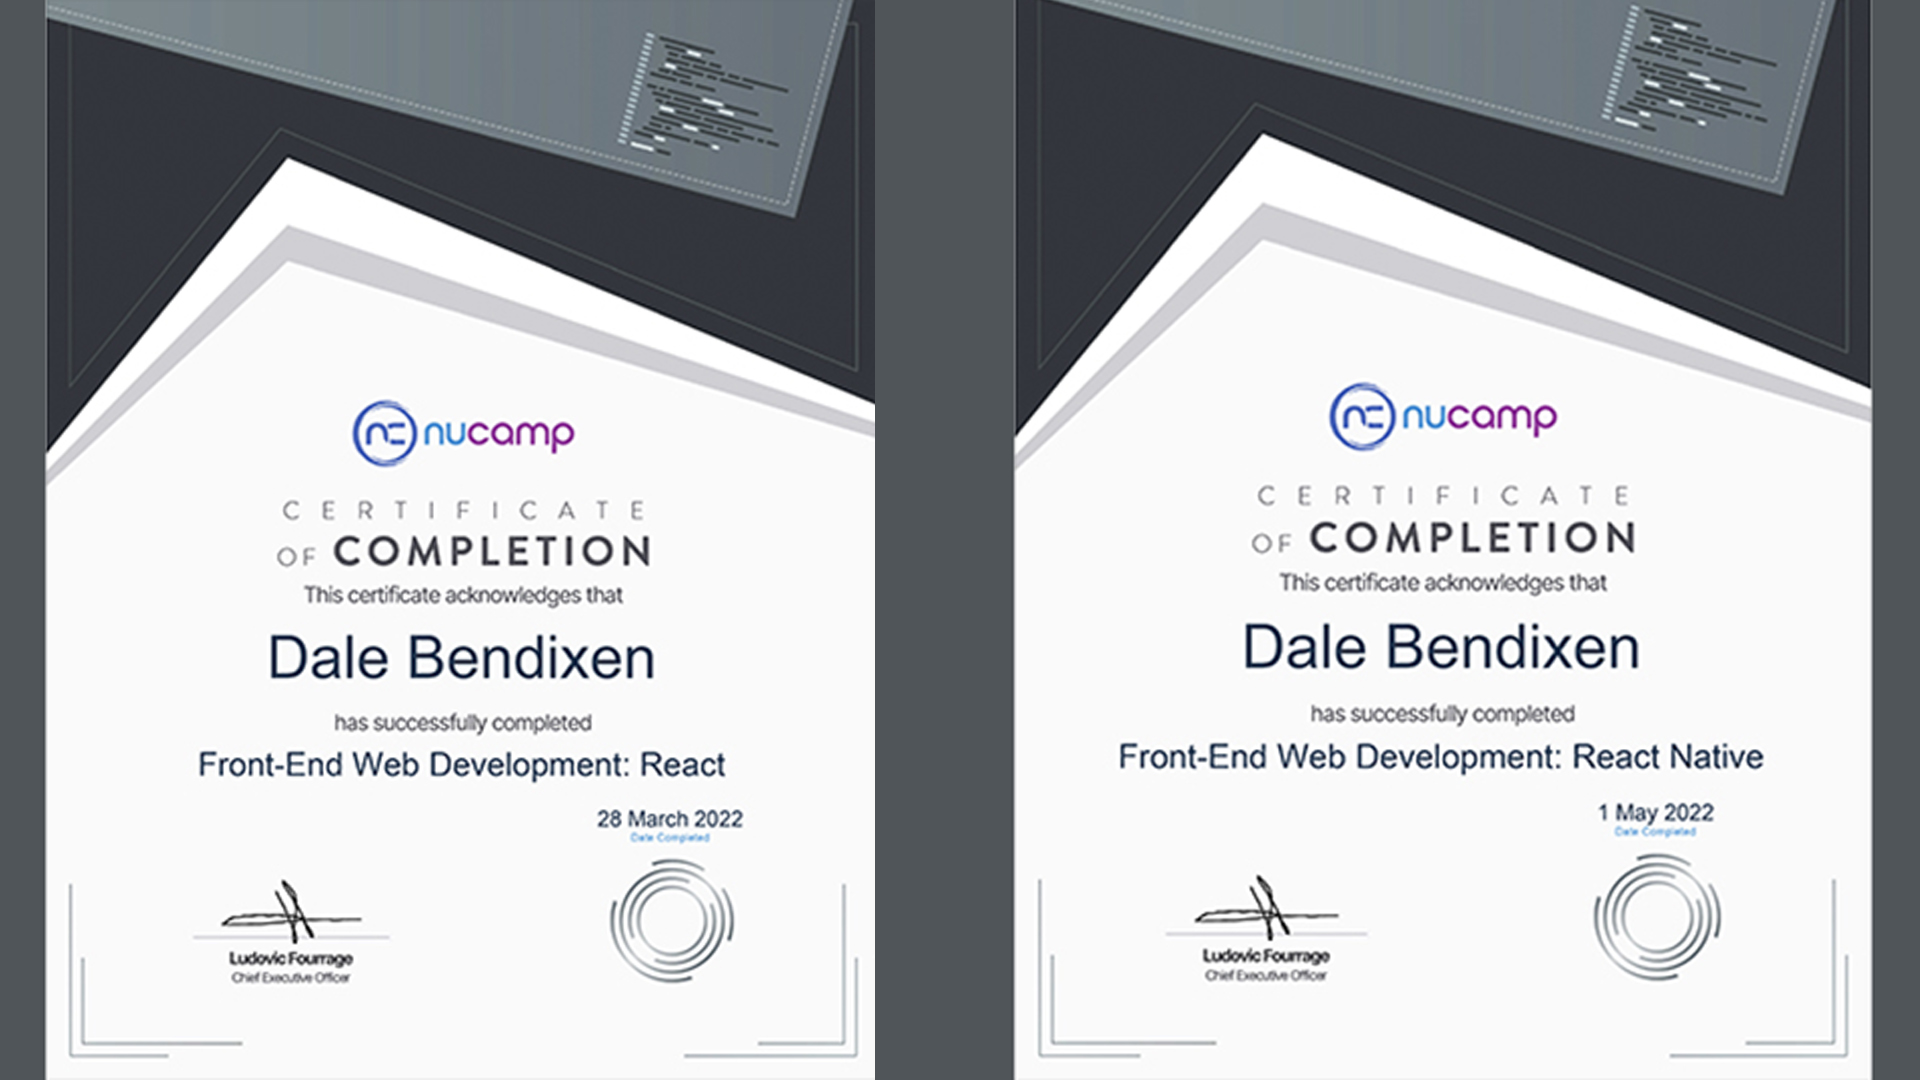 nucamp
CERTIFICATE
OF COMPLETION
This certificate acknowledges that
Dale Bendixen
has successfully completed
Front-End Web Development: React
28 March 2022
Date Completed
Ludovic Fourrage
Chief Executive Officer
nucamp
CERTIFICATE
OF COMPLETION
This certificate acknowledges that
Dale Bendixen
has successfully completed
Front-End Web Development: React Native
1 May 2022
Date Completed
Ludovic Fourrage
Chief Executive Officer